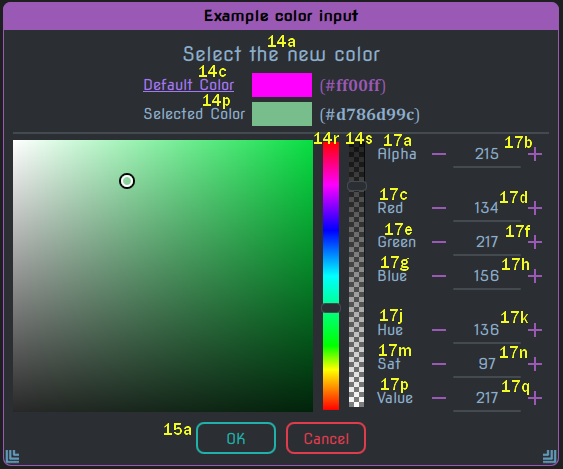 Example color input
14a
Select the new color
14c
Default Color (#ff00ff)
14p
Selected Color (#d786d99c)
14r 14s 17a 17b
Alpha 215
17c 17d
Red 134
17e 17f
Green 217
17g 17h
Blue 156
17j 17k
Hue 136
17m 17n
Sat 97
17p 17q
Value 217
15a OK Cancel